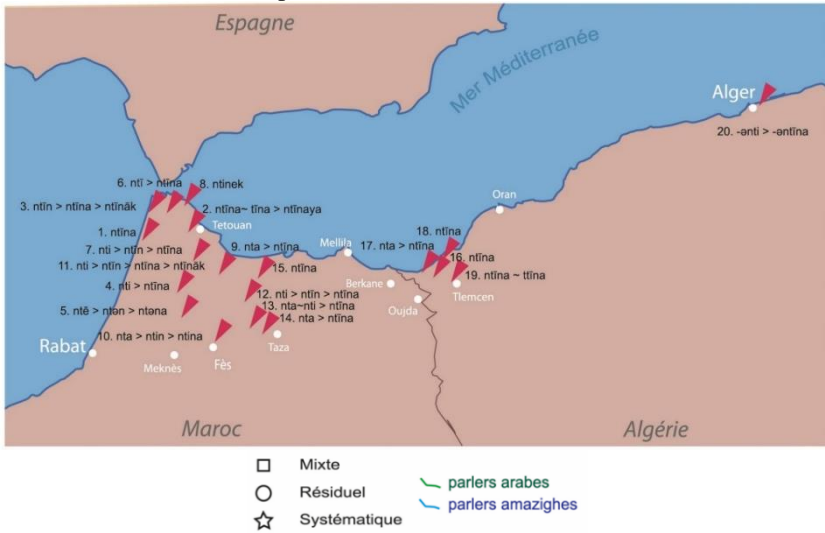 Espagne
Mer Méditerranée
Alger
20. -ənti > -əntīna
6. ntī > ntīna
8. ntinek
3. ntīn > ntīna > ntīnāk
2. ntīna~ tīna > ntīnaya
Oran
1. ntīna
Tetouan
18. ntīna
7. nti > ntīn > ntīna
9. nta > ntīna
Mellila
17. nta > ntīna
16. ntīna
11. nti > ntīn > ntīna > ntīnāk
15. ntīna
19. ntīna ~ ttīna
4. nti > ntīna
12. nti > ntīn > ntīna
Berkane
Tlemcen
13. nta~nti > ntīna
5. ntē > ntən > ntəna
14. nta > ntīna
Oujda
10. nta > ntin > ntina
Rabat
Taza
Meknès
Fès
Maroc
Algérie
Mixte
Résiduel
Systématique
parlers arabes
parlers amazighes